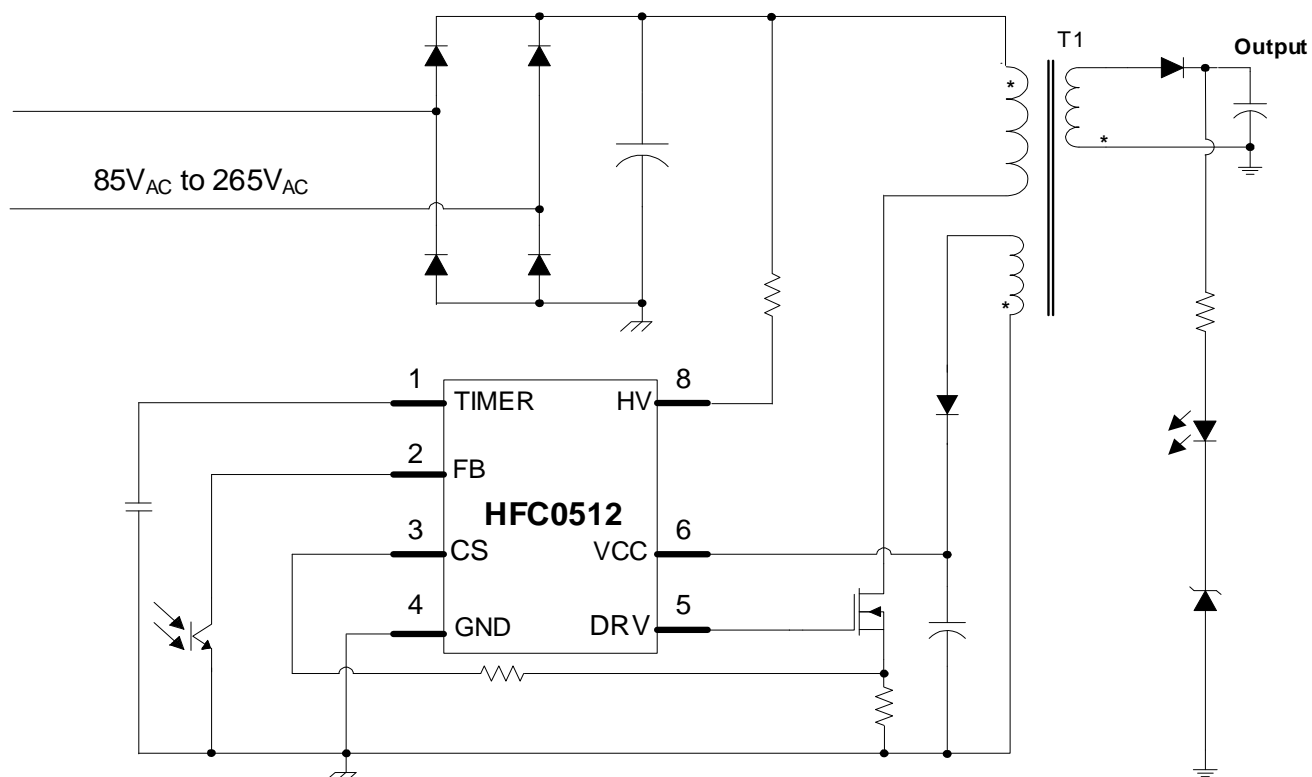 T1
Output
*
*
85VAC to 265VAC
*
1
TIMER
HV
8
2
FB
HFC0512
3
CS
VCC
6
4
GND
DRV
5